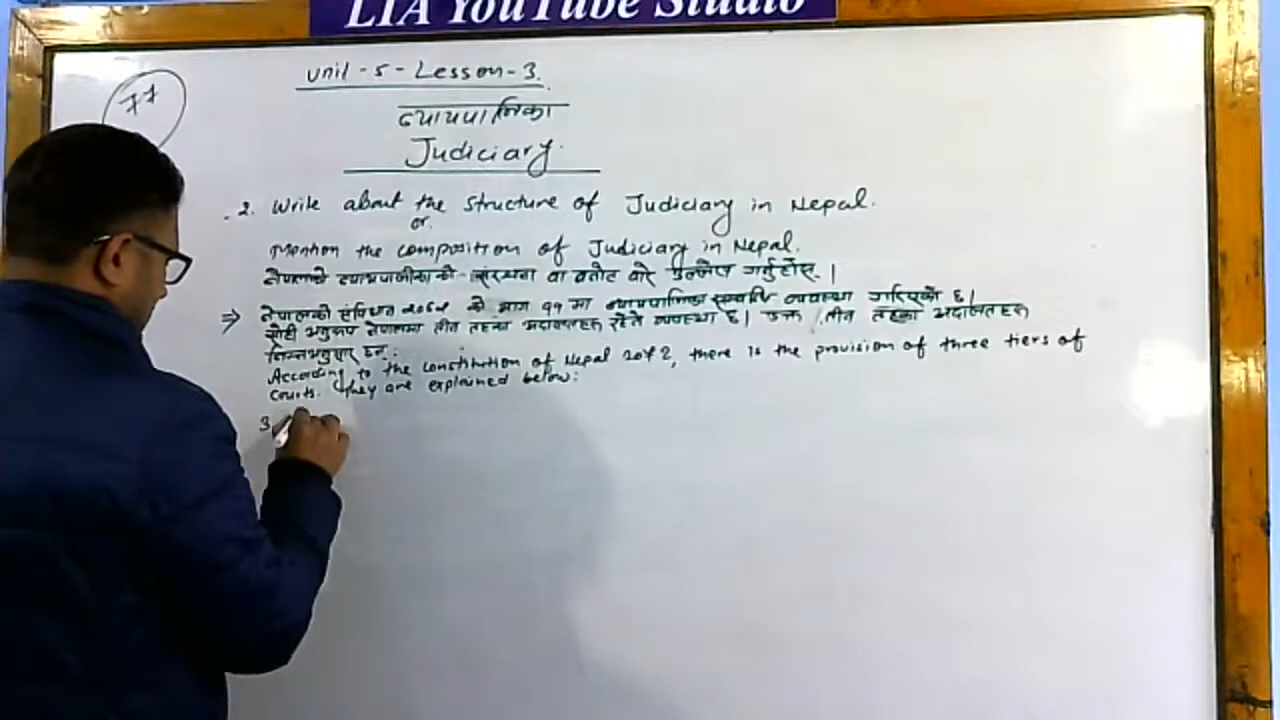 LIA YouTube Studio
77
Unit - 5 - Lesson - 3.
न्यायपालिका
Judiciary.
2. Write about the structure of Judiciary in Nepal.
or.
Mention the composition of Judiciary in Nepal.
नेपालको न्यायपालीकाको संरचना वा बनोट बारे उल्लेख गर्नुहोस् ।
⇒ नेपालको संविधान को भाग ११ मा न्यायपालिका सम्बन्धि व्यवस्था गरिएको छ।
सोही अनुरूप नेपालमा तीन तहका अदालतहरू रहेने व्यवस्था छ। उक्त तीन तहका अदालतहरू
निम्नअनुसार छन्:
According to the constitution of Nepal 2072, there is the provision of three tiers of
courts. They are explained below: